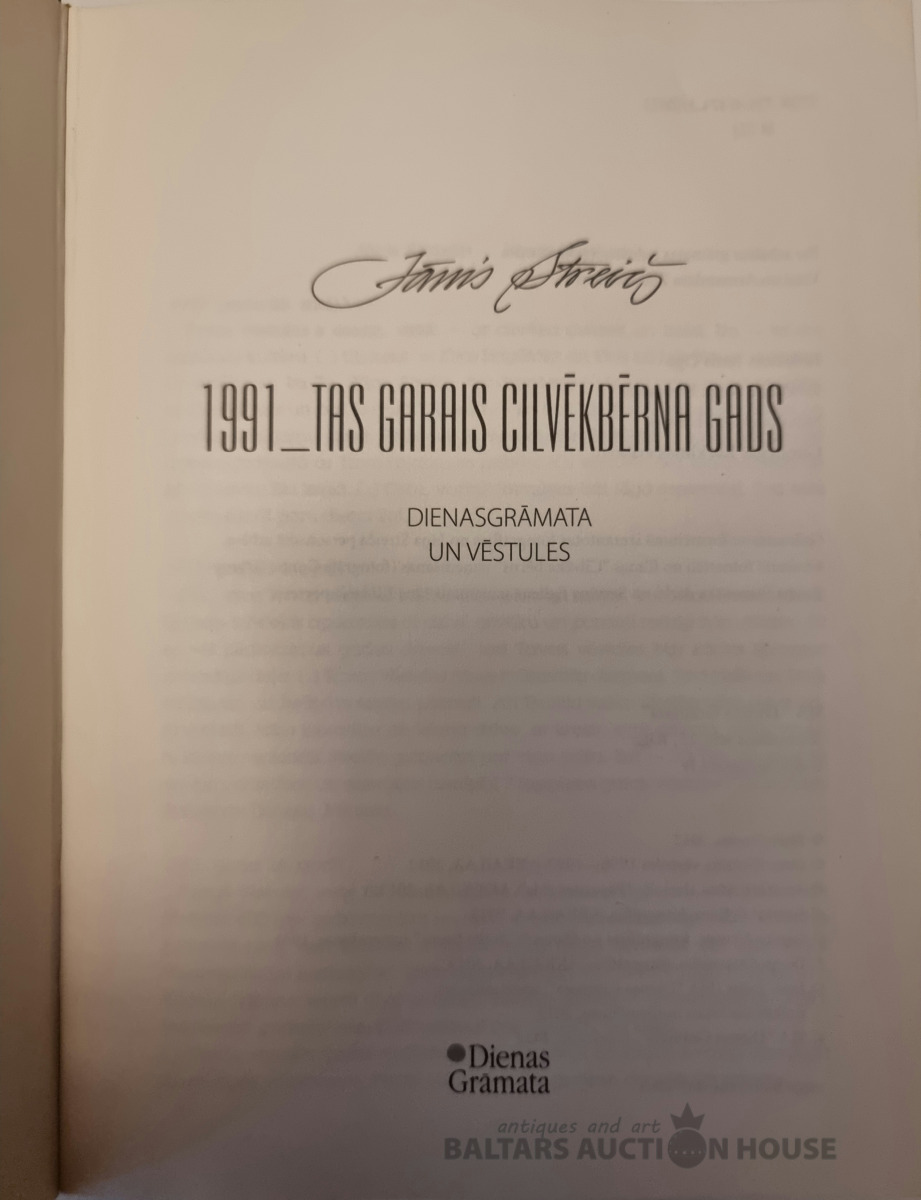 Jānis Streičs
1991_TAS GARAIS CILVĒKBĒRNA GADS
DIENASGRĀMATA
UN VĒSTULES
Dienas
Grāmata
antiques and art
BALTARS AUCTION HOUSE